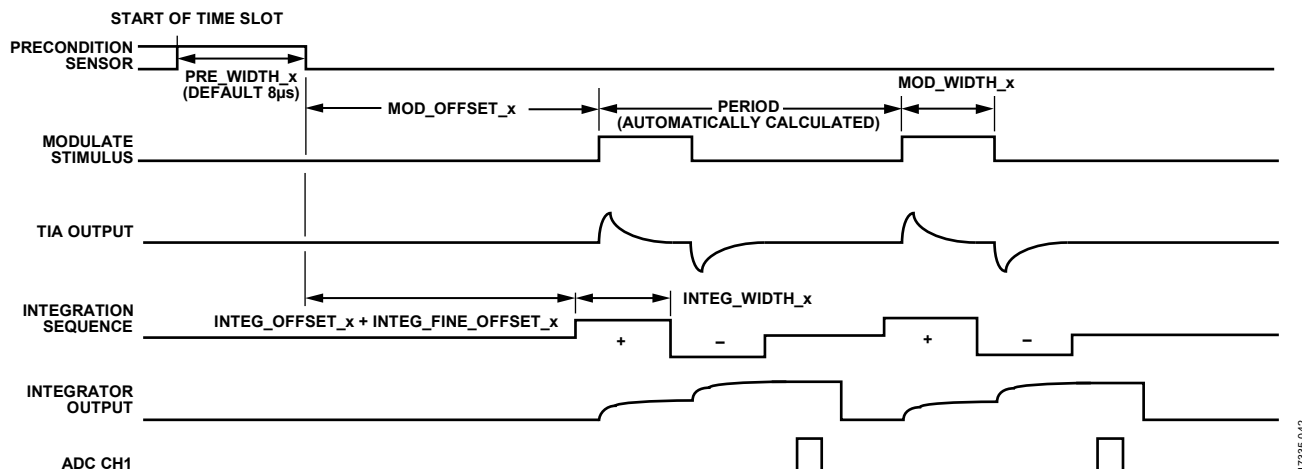 START OF TIME SLOT
PRECONDITION
SENSOR
PRE_WIDTH_x
(DEFAULT 8µs)
MOD_OFFSET_x
PERIOD
(AUTOMATICALLY CALCULATED)
MOD_WIDTH_x
MODULATE
STIMULUS
TIA OUTPUT
INTEGRATION
SEQUENCE
INTEG_OFFSET_x + INTEG_FINE_OFFSET_x
INTEG_WIDTH_x
+
–
+
–
INTEGRATOR
OUTPUT
ADC CH1